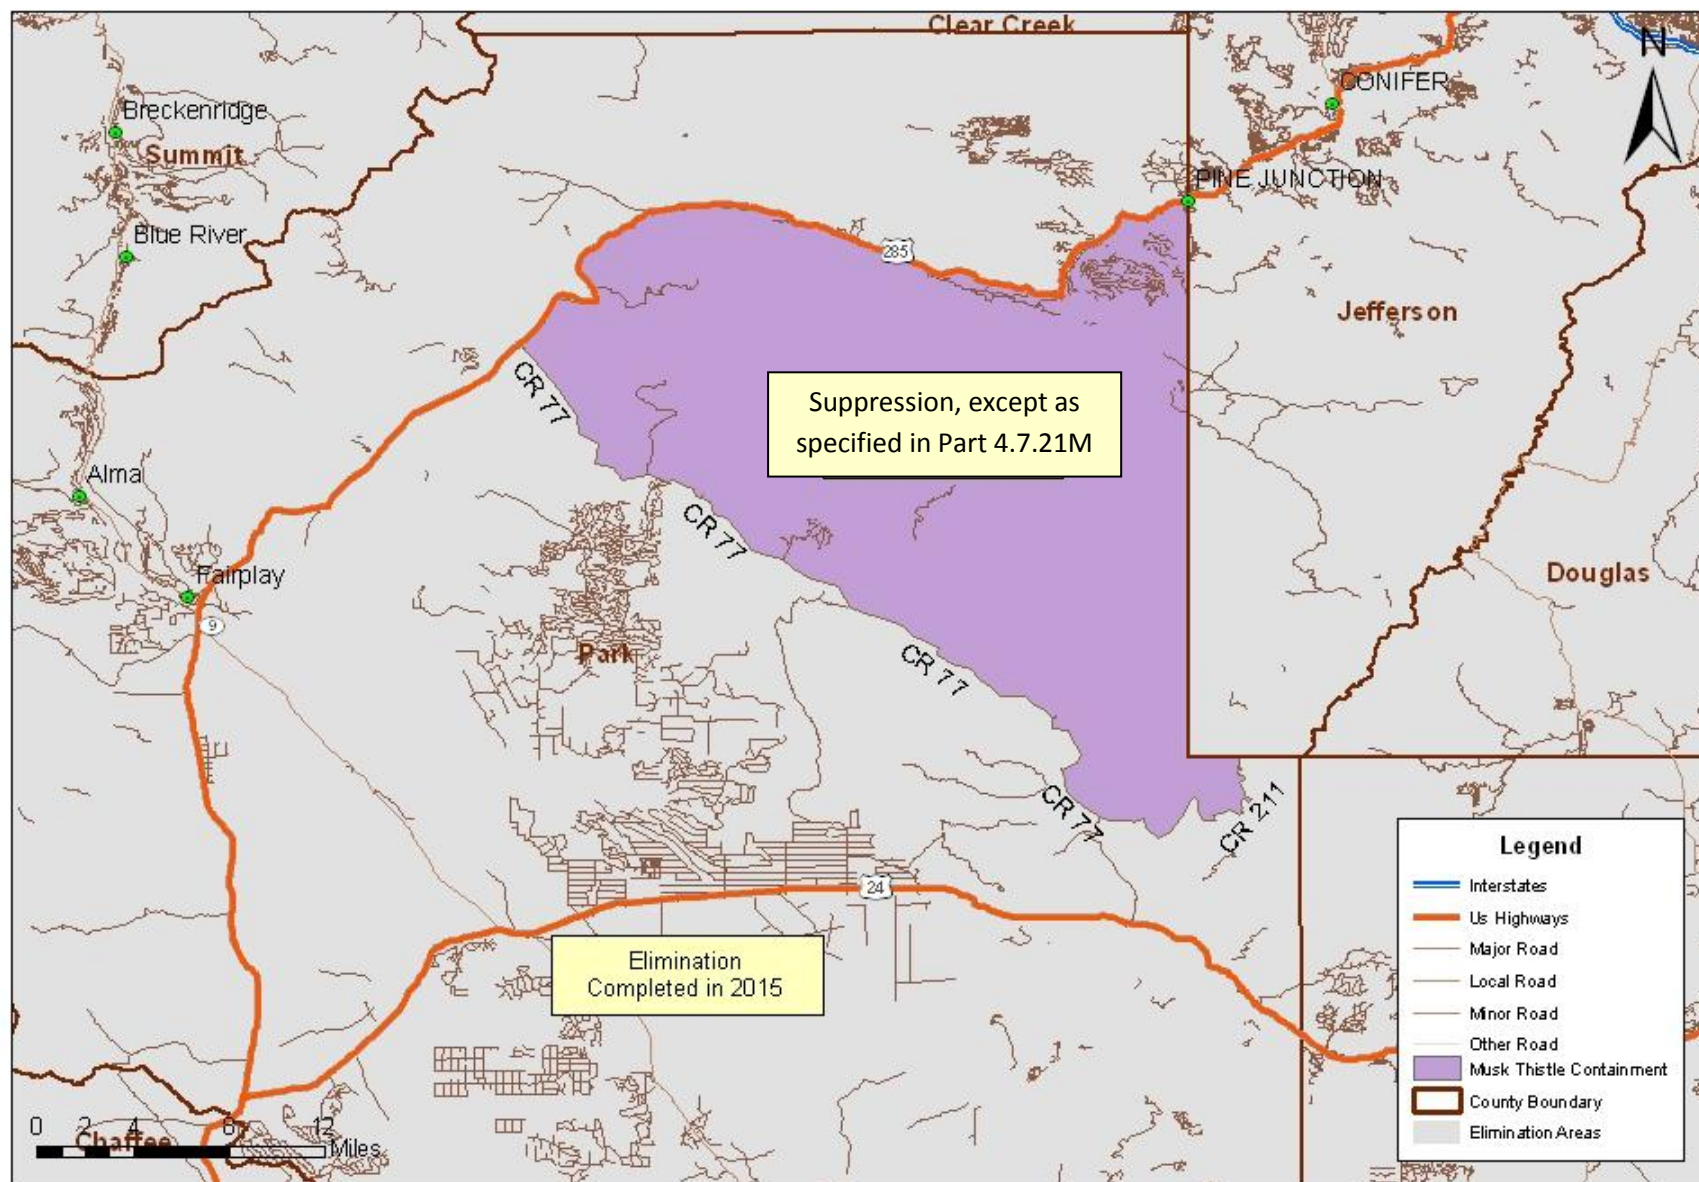 Clear Creek
N
CONIFER
Breckenridge
Summit
PINE JUNCTION
Blue River
285
Jefferson
CR 77
Suppression, except as
specified in Part 4.7.21M
Alma
CR 77
Fairplay
Douglas
9
Park
CR 77
CR 77
CR 211
24
Elimination
Completed in 2015
Legend
Interstates
Us Highways
Major Road
Local Road
Minor Road
Other Road
Musk Thistle Containment
County Boundary
Elimination Areas
0 2 4 8 12
Miles
Chaffee